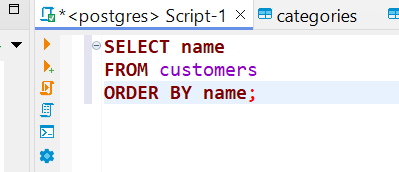 *<postgres> Script-1
categories
SELECT name
FROM customers
ORDER BY name;